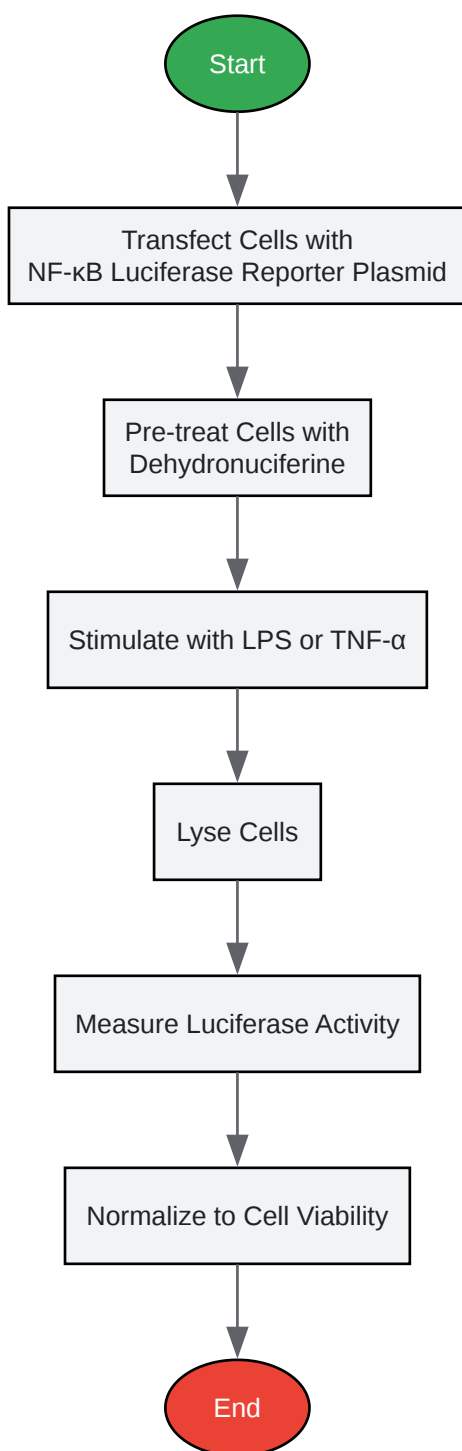 Start
Transfect Cells with
NF-κB Luciferase Reporter Plasmid
Pre-treat Cells with
Dehydronuciferine
Stimulate with LPS or TNF-α
Lyse Cells
Measure Luciferase Activity
Normalize to Cell Viability
End